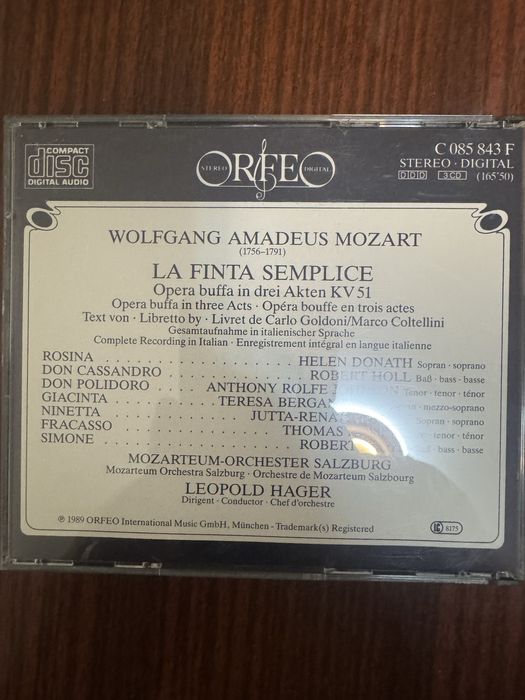 COMPACT
disc
DIGITAL AUDIO
STEREO ORFEO DIGITAL
C 085 843 F
STEREO · DIGITAL
DDD 3 CD (165'50)
WOLFGANG AMADEUS MOZART
(1756–1791)
LA FINTA SEMPLICE
Opera buffa in drei Akten KV 51
Opera buffa in three Acts · Opéra bouffe en trois actes
Text von · Libretto by · Livret de Carlo Goldoni/Marco Coltellini
Gesamtaufnahme in italienischer Sprache
Complete Recording in Italian · Enregistrement intégral en langue italienne
ROSINA . . . . . . . . . . . . . . . . HELEN DONATH Sopran · soprano
DON CASSANDRO . . . . . . . . . . . . . ROBERT HOLL Baß · bass · basse
DON POLIDORO . . . . . . ANTHONY ROLFE Tenor · tenor · ténor
GIACINTA . . . . . . . . . . TERESA mezzo-soprano
NINETTA . . . . . . . . . . . . JUTTA Sopran · soprano
FRACASSO . . . . . . . . . . . . . . THOMAS tenor · ténor
SIMONE . . . . . . . . . . . . . . . . ROBERT bass · basse
MOZARTEUM-ORCHESTER SALZBURG
Mozarteum Orchestra Salzburg · Orchestre de Mozarteum Salzbourg
LEOPOLD HAGER
Dirigent · Conductor · Chef d'orchestre
℗ 1989 ORFEO International Music GmbH, München · Trademark(s) Registered
8175